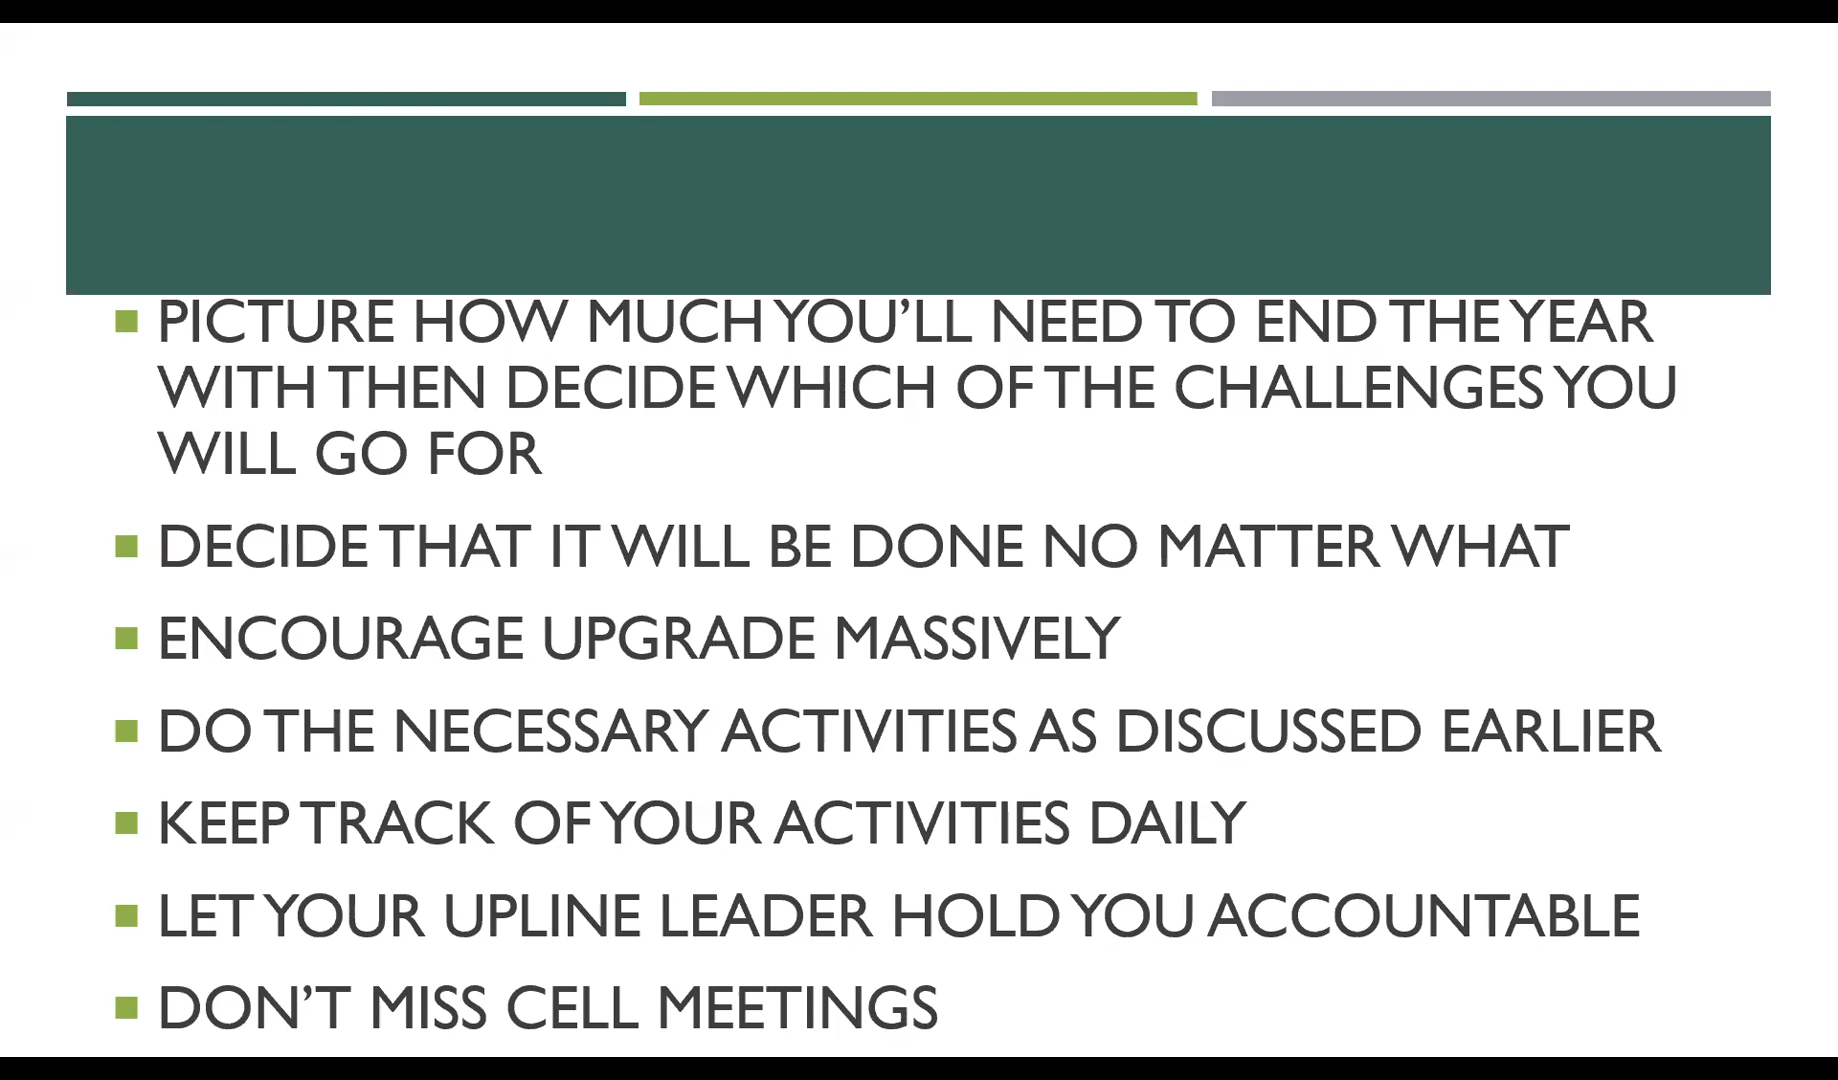 PICTURE HOW MUCH YOU’LL NEED TO END THE YEAR
WITH THEN DECIDE WHICH OF THE CHALLENGES YOU
WILL GO FOR
DECIDE THAT IT WILL BE DONE NO MATTER WHAT
ENCOURAGE UPGRADE MASSIVELY
DO THE NECESSARY ACTIVITIES AS DISCUSSED EARLIER
KEEP TRACK OF YOUR ACTIVITIES DAILY
LET YOUR UPLINE LEADER HOLD YOU ACCOUNTABLE
DON’T MISS CELL MEETINGS